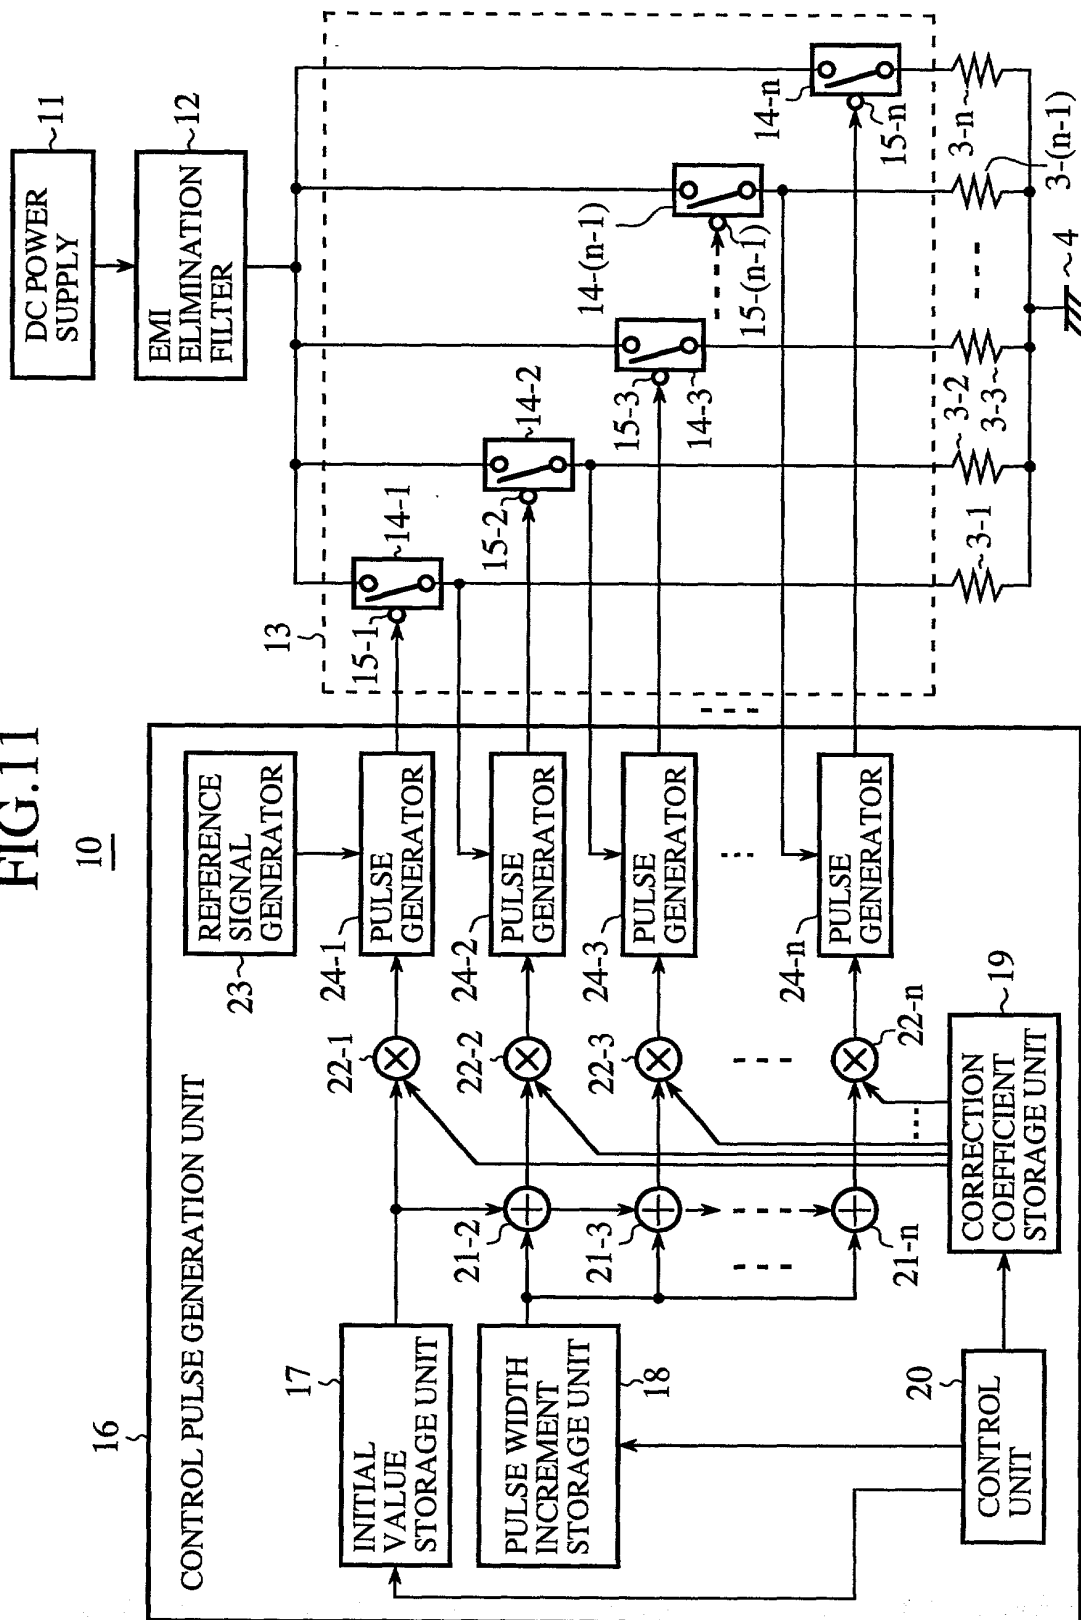 FIG.11
10
16
CONTROL PULSE GENERATION UNIT
17
INITIAL
VALUE
STORAGE UNIT
PULSE WIDTH
INCREMENT
STORAGE UNIT
18
20
CONTROL
UNIT
21-2
21-3
21-n
CORRECTION
COEFFICIENT
STORAGE UNIT
19
22-1
22-2
22-3
22-n
REFERENCE
SIGNAL
GENERATOR
23
24-1
PULSE
GENERATOR
24-2
PULSE
GENERATOR
24-3
PULSE
GENERATOR
24-n
PULSE
GENERATOR
DC POWER
SUPPLY
11
EMI
ELIMINATION
FILTER
12
13
15-1
14-1
15-2
14-2
15-3
14-3
14-(n-1)
15-(n-1)
14-n
15-n
3-1
3-2
3-3
3-n
3-(n-1)
4